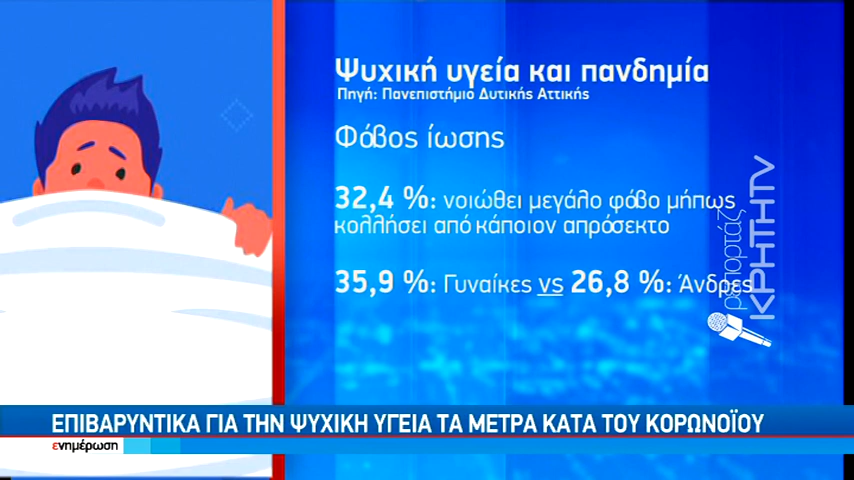 Ψυχική υγεία και πανδημία
Πηγή: Πανεπιστήμιο Δυτικής Αττικής
Φόβος ίωσης
32,4 %: νοιώθει μεγάλο φόβο μήπως
κολλήσει από κάποιον απρόσεκτο
35,9 %: Γυναίκες vs 26,8 %: Άνδρες
ρεπορτάζ
ΚΡΗΤΗTV
ΕΠΙΒΑΡΥΝΤΙΚΑ ΓΙΑ ΤΗΝ ΨΥΧΙΚΗ ΥΓΕΙΑ ΤΑ ΜΕΤΡΑ ΚΑΤΑ ΤΟΥ ΚΟΡΩΝΟΪΟΥ
ενημέρωση